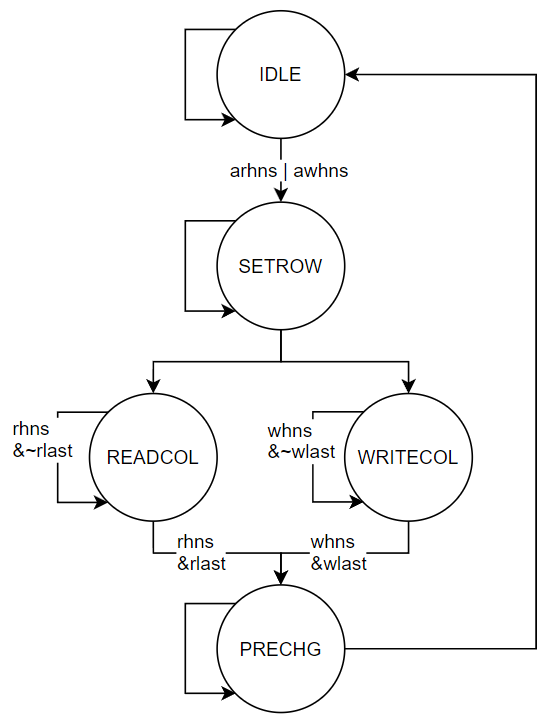 IDLE
arhns | awhns
SETROW
rhns
&~rlast
READCOL
whns
&~wlast
WRITECOL
rhns
&rlast
whns
&wlast
PRECHG